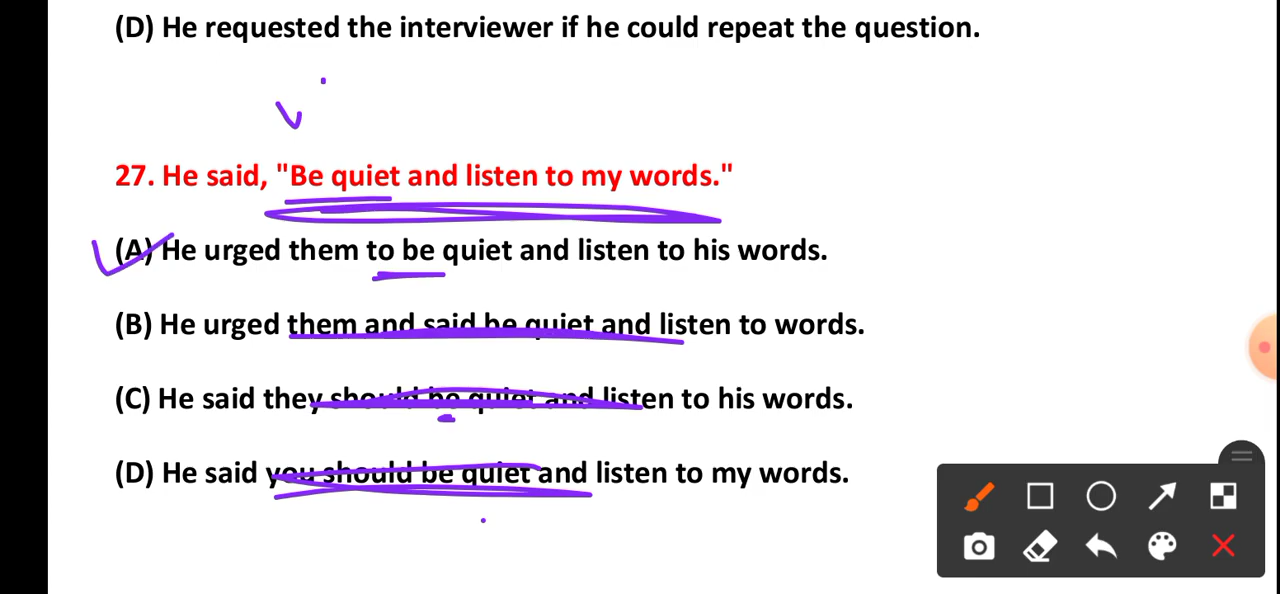 (D) He requested the interviewer if he could repeat the question.
27. He said, "Be quiet and listen to my words."
(A) He urged them to be quiet and listen to his words.
(B) He urged them and said be quiet and listen to words.
(C) He said they should be quiet and listen to his words.
(D) He said you should be quiet and listen to my words.